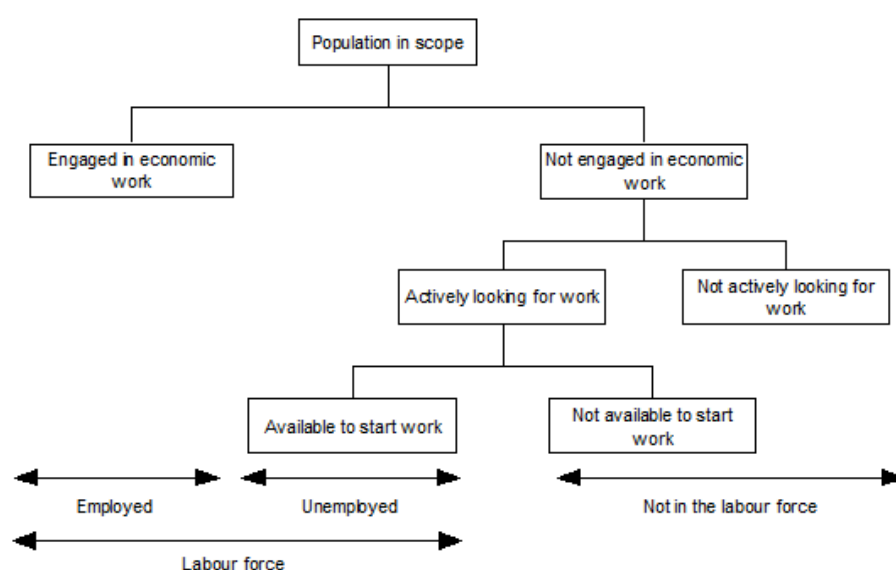 Population in scope
Engaged in economic
work
Not engaged in economic
work
Actively looking for work
Not actively looking for
work
Available to start work
Not available to start
work
Employed
Unemployed
Not in the labour force
Labour force